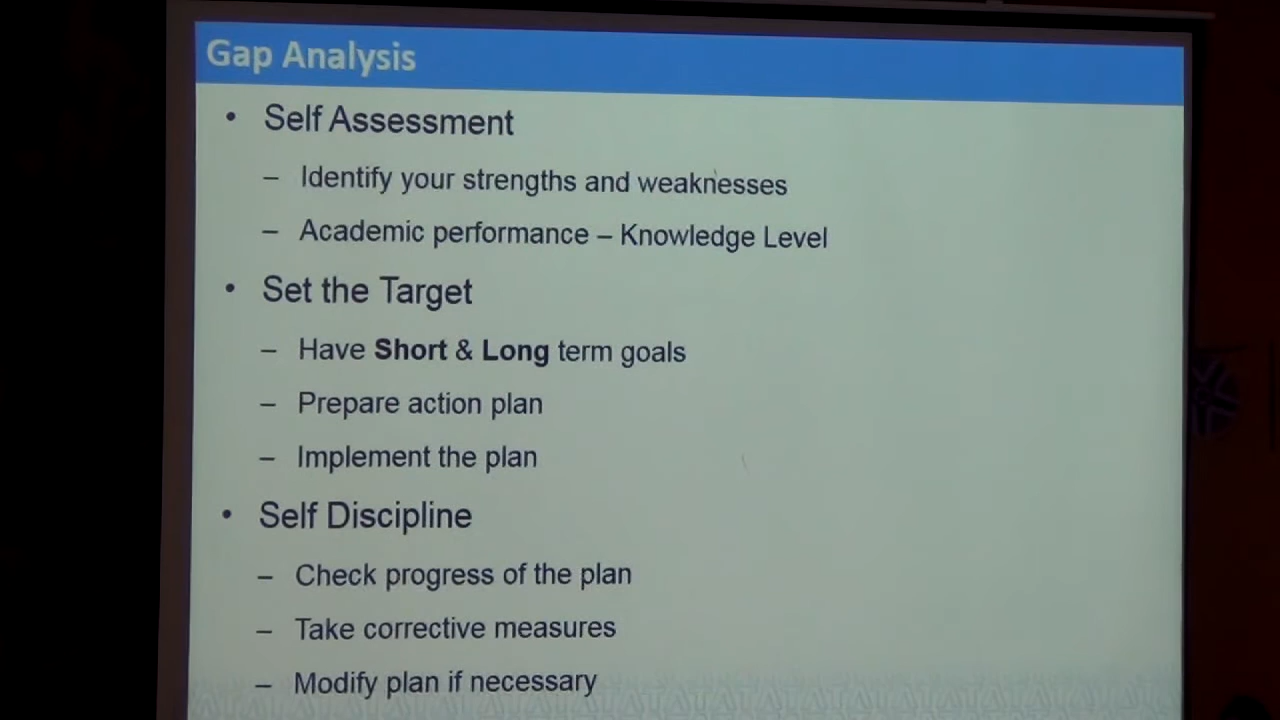 Gap Analysis
• Self Assessment
– Identify your strengths and weaknesses
– Academic performance – Knowledge Level
• Set the Target
– Have Short & Long term goals
– Prepare action plan
– Implement the plan
• Self Discipline
– Check progress of the plan
– Take corrective measures
– Modify plan if necessary